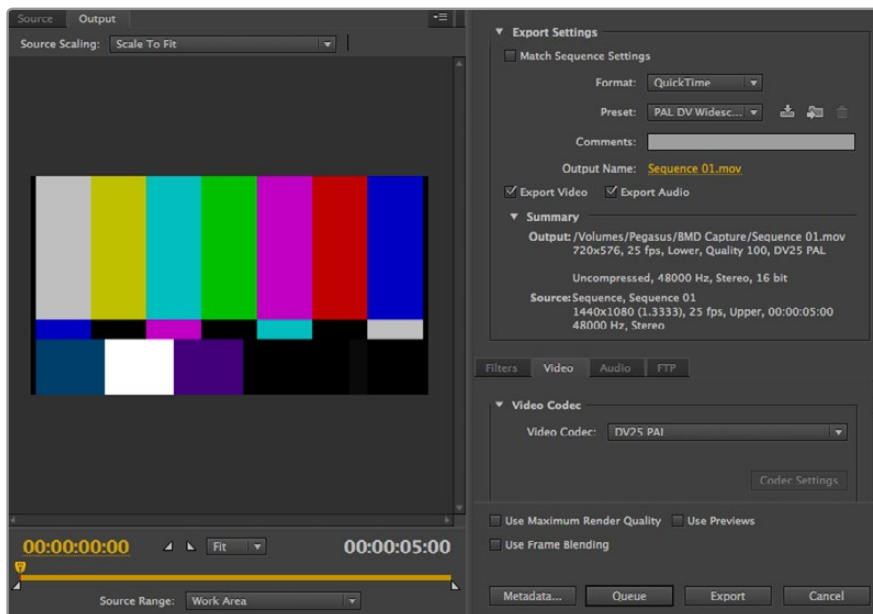 Source Output
Source Scaling: Scale To Fit
00:00:00:00 Fit 00:00:05:00
Source Range: Work Area
Export Settings
Match Sequence Settings
Format: QuickTime
Preset: PAL DV Widesc...
Comments:
Output Name: Sequence 01.mov
Export Video Export Audio
Summary
Output: /Volumes/Pegasus/BMD Capture/Sequence 01.mov
720x576, 25 fps, Lower, Quality 100, DV25 PAL
Uncompressed, 48000 Hz, Stereo, 16 bit
Source: Sequence, Sequence 01
1440x1080 (1.3333), 25 fps, Upper, 00:00:05:00
48000 Hz, Stereo
Filters Video Audio FTP
Video Codec
Video Codec: DV25 PAL
Codec Settings
Use Maximum Render Quality Use Previews
Use Frame Blending
Metadata... Queue Export Cancel